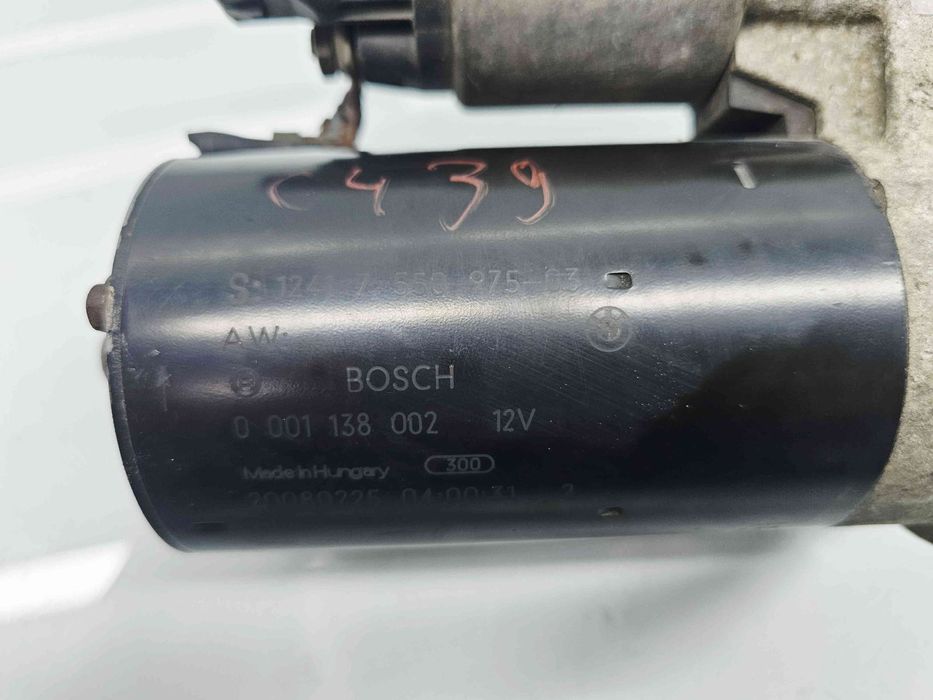 C439
S: 1241 7 550 975-03
AW:
BOSCH
0 001 138 002 12V
Made in Hungary 300
20080225 04:00:31 2